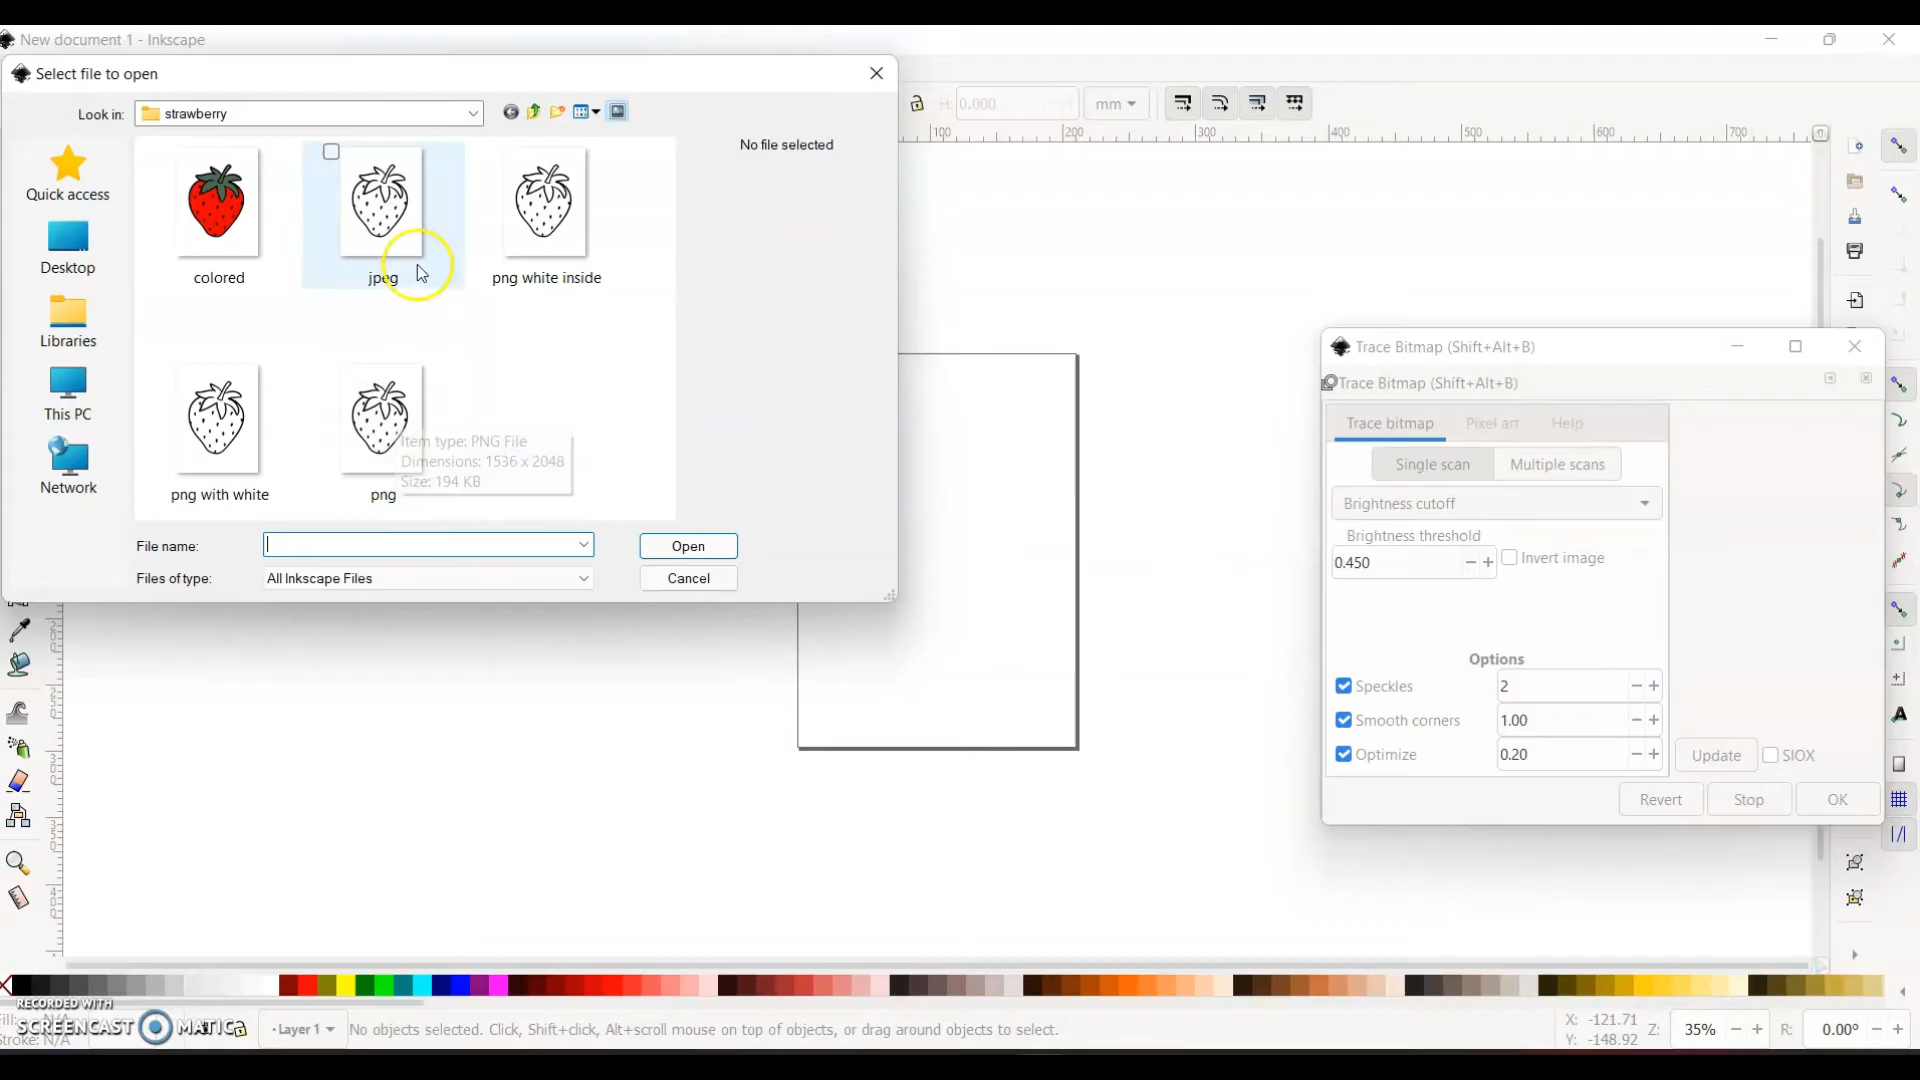 New document 1 - Inkscape
Select file to open
Look in: strawberry
No file selected
H: 0.000 mm
100 200 300 400 500 600 700
Quick access
Desktop
Libraries
This PC
Network
colored
jpeg
png white inside
png with white
png
Item type: PNG File
Dimensions: 1536 x 2048
Size: 194 KB
File name:
Open
Files of type: All Inkscape Files
Cancel
Trace Bitmap (Shift+Alt+B)
Trace Bitmap (Shift+Alt+B)
Trace bitmap Pixel art Help
Single scan Multiple scans
Brightness cutoff
Brightness threshold
0.450 Invert image
Options
Speckles 2
Smooth corners 1.00
Optimize 0.20
Update SIOX
Revert Stop OK
RECORDED WITH
SCREENCAST MATIC
Fill: N/A
Stroke: N/A
Layer 1
No objects selected. Click, Shift+click, Alt+scroll mouse on top of objects, or drag around objects to select.
X: -121.71
Y: -148.92
Z: 35%
R: 0.00°